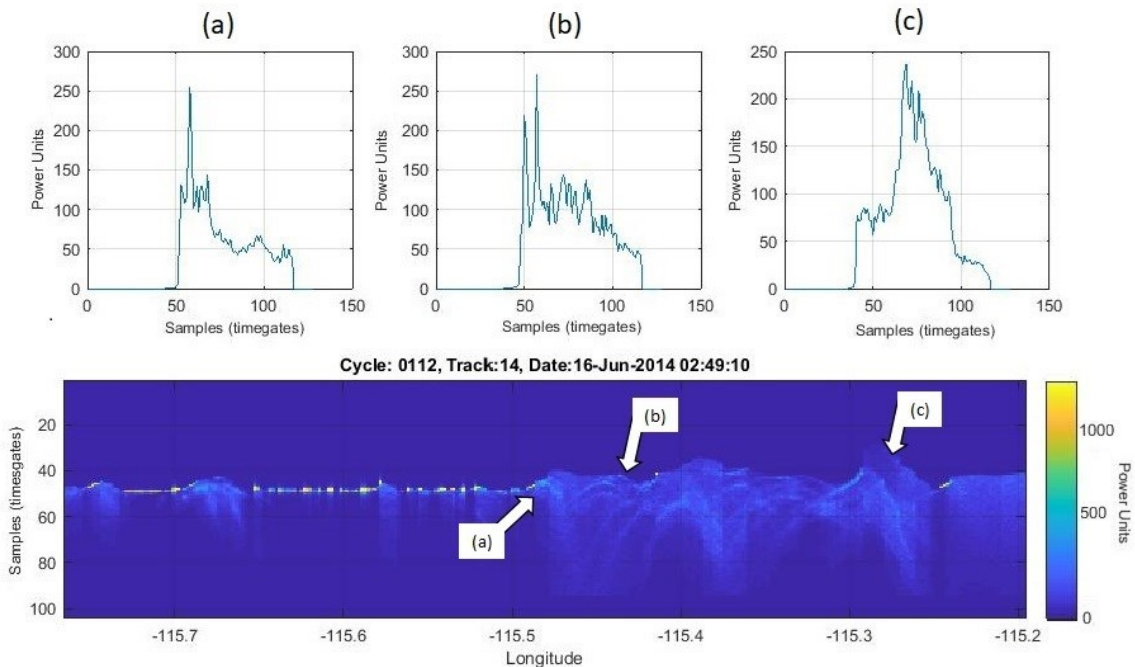 (a) (b) (c)
300 300 250
250 250 200
200 200 150
150 150 100
100 100 50
50 50
0 0 0
Power Units Power Units Power Units
0 50 100 150 0 50 100 150 0 50 100 150
Samples (timegates) Samples (timegates) Samples (timegates)
Cycle: 0112, Track:14, Date:16-Jun-2014 02:49:10
(b) (c)
(a)
20
40
60
80
100
Samples (timesgates)
-115.7 -115.6 -115.5 -115.4 -115.3 -115.2
Longitude
1000
500
0
Power Units